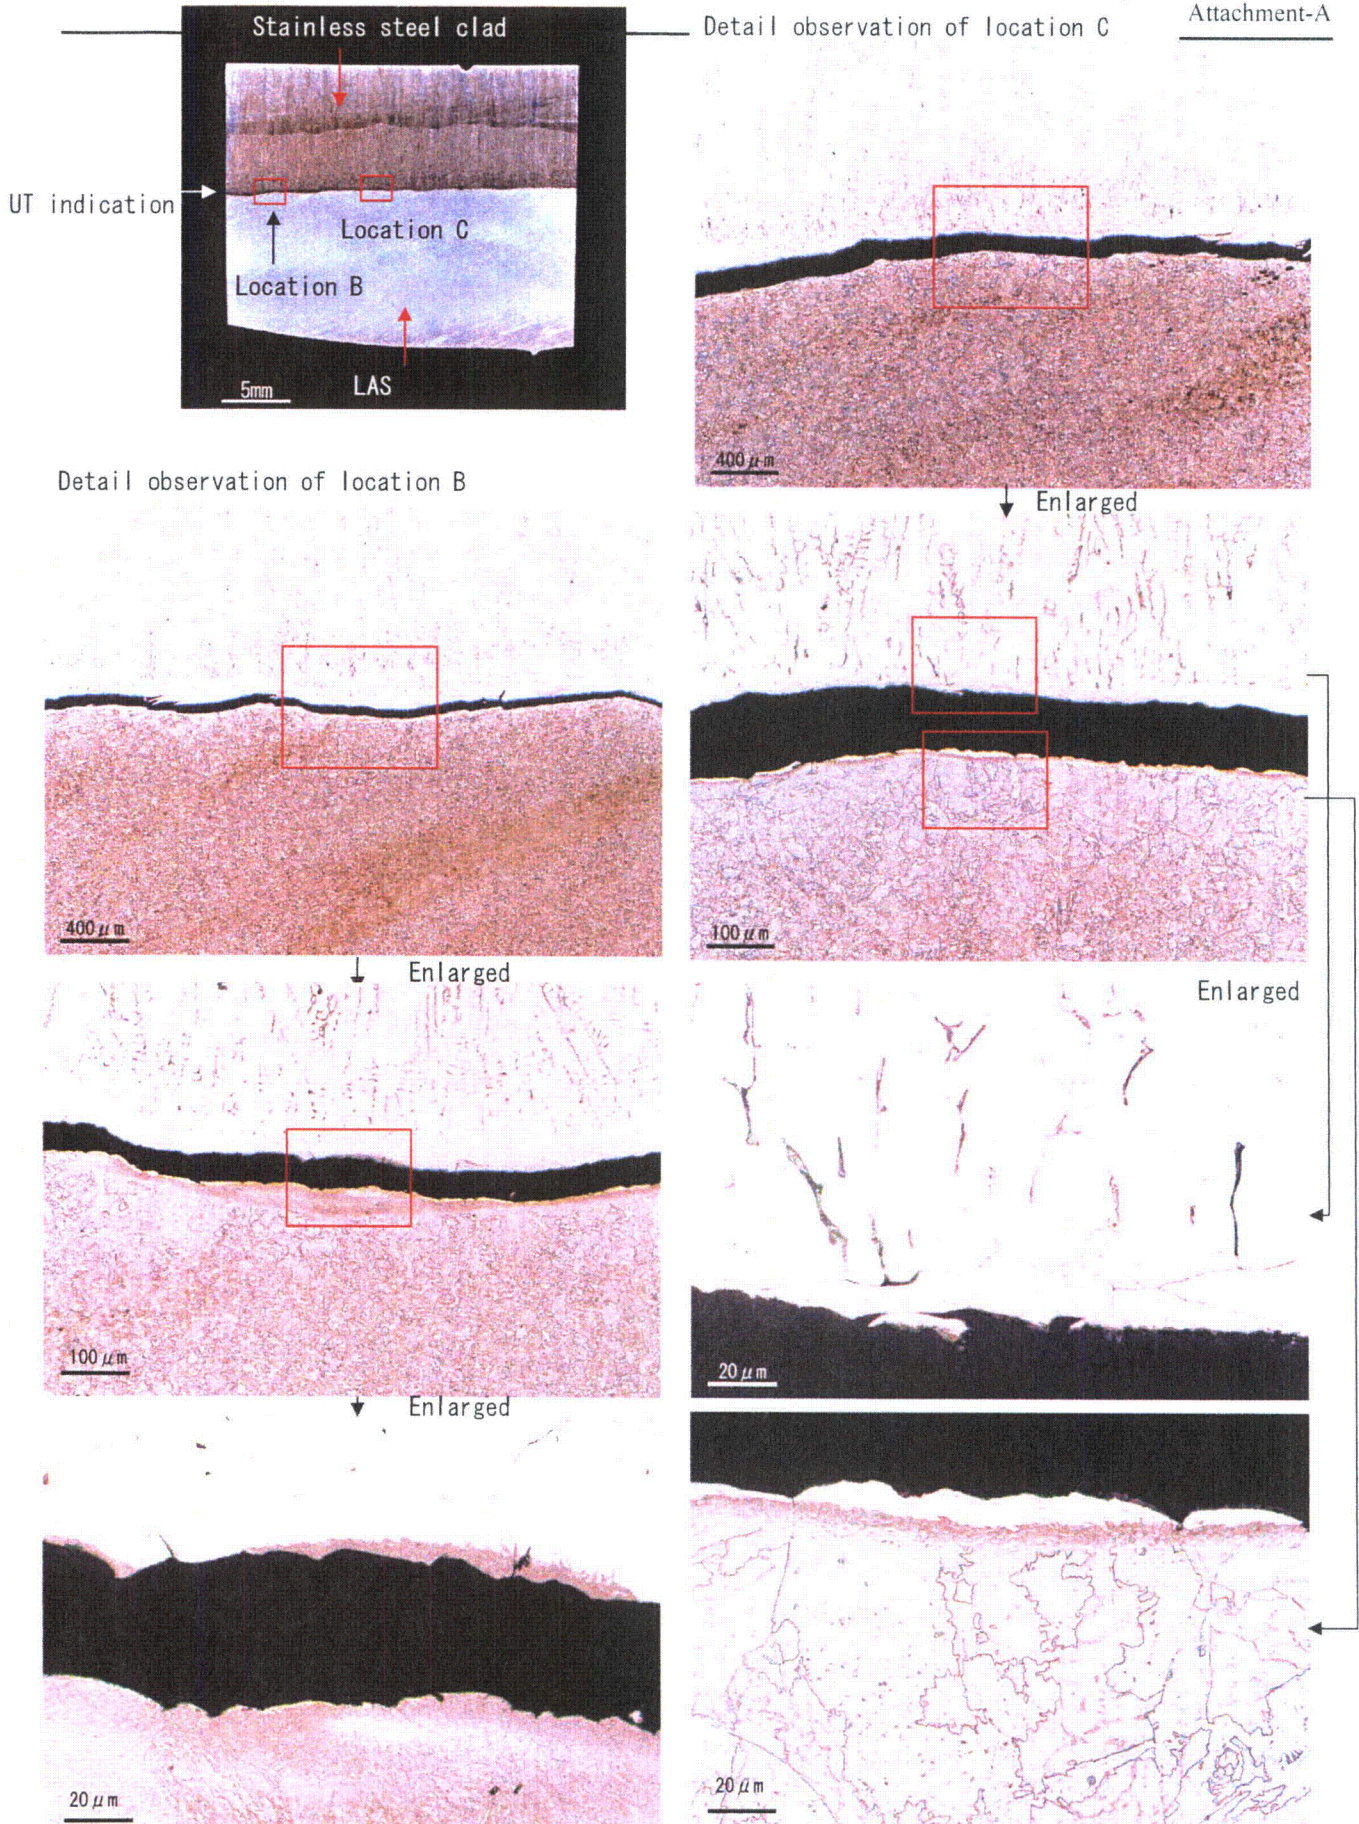 Attachment-A
Stainless steel clad
UT indication
Location C
Location B
LAS
5mm
Detail observation of location C
400μm
Enlarged
100μm
Enlarged
20μm
20μm
Detail observation of location B
400μm
Enlarged
100μm
Enlarged
20μm